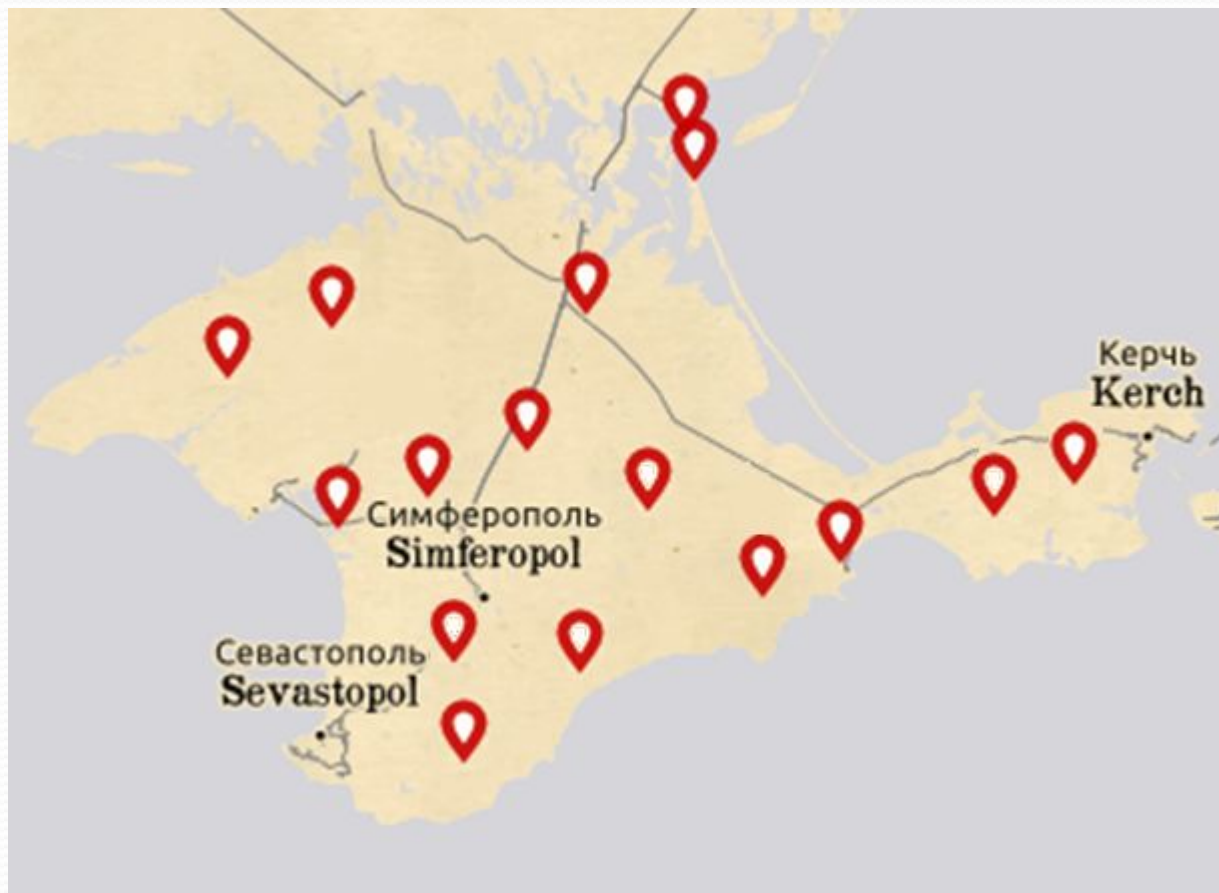 Керчь
Kerch
Симферополь
Simferopol
Севастополь
Sevastopol